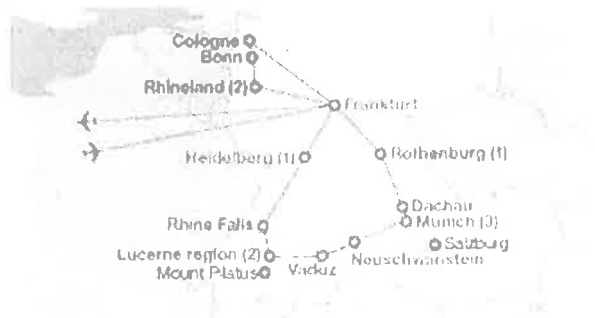 Cologne
Bonn
Rhineland (2)
Frankfurt
Heidelberg (1)
Rothenburg (1)
Dachau
Munich (3)
Rhine Falls
Salzburg
Lucerne region (2)
Vaduz
Neuschwanstein
Mount Pilatus